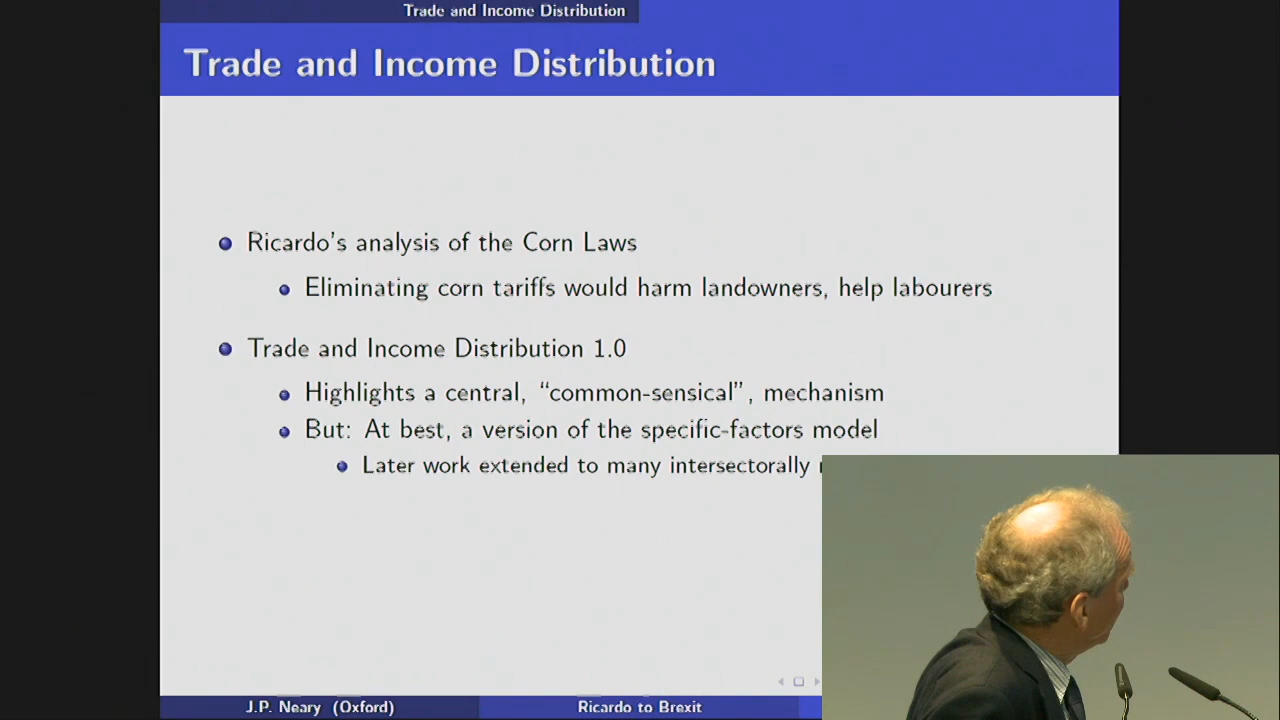 Trade and Income Distribution
Trade and Income Distribution
Ricardo's analysis of the Corn Laws
Eliminating corn tariffs would harm landowners, help labourers
Trade and Income Distribution 1.0
Highlights a central, “common-sensical”, mechanism
But: At best, a version of the specific-factors model
Later work extended to many intersectorally
J.P. Neary (Oxford)
Ricardo to Brexit